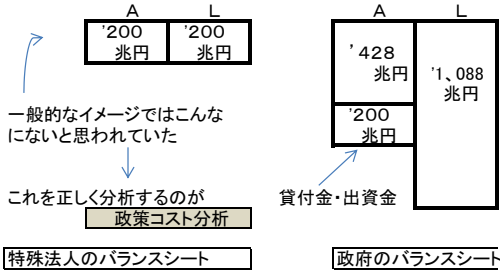 A L
'200 兆円 '200 兆円
一般的なイメージではこんな
にないと思われていた
これを正しく分析するのが
政策コスト分析
特殊法人のバランスシート
A L
'428 兆円
'1、088 兆円
'200 兆円
貸付金・出資金
政府のバランスシート